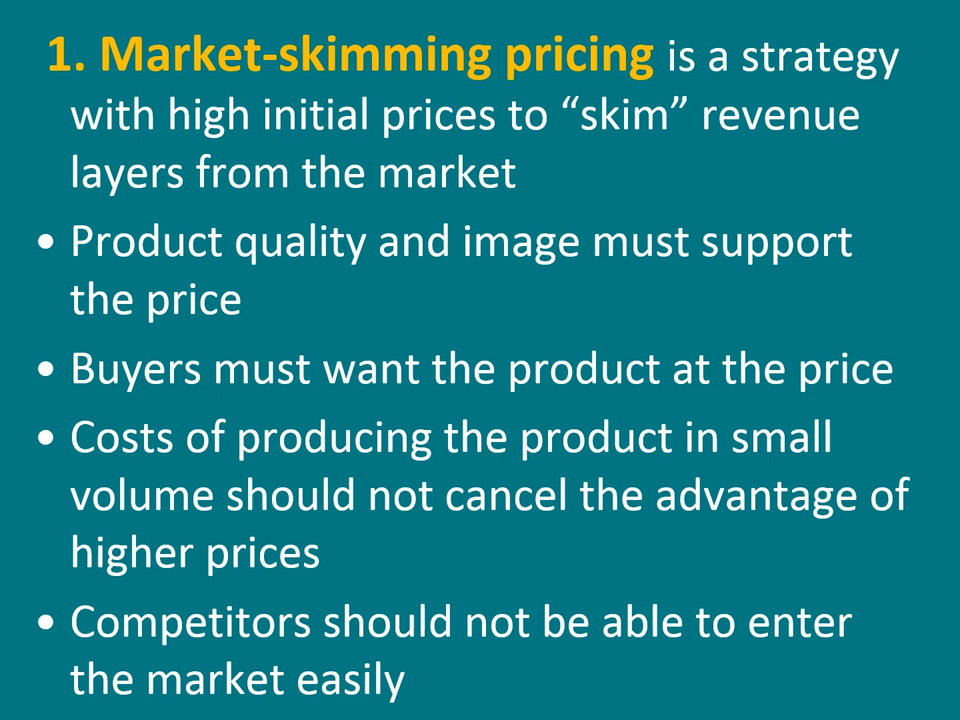 1. Market-skimming pricing is a strategy
with high initial prices to “skim” revenue
layers from the market
• Product quality and image must support
the price
• Buyers must want the product at the price
• Costs of producing the product in small
volume should not cancel the advantage of
higher prices
• Competitors should not be able to enter
the market easily